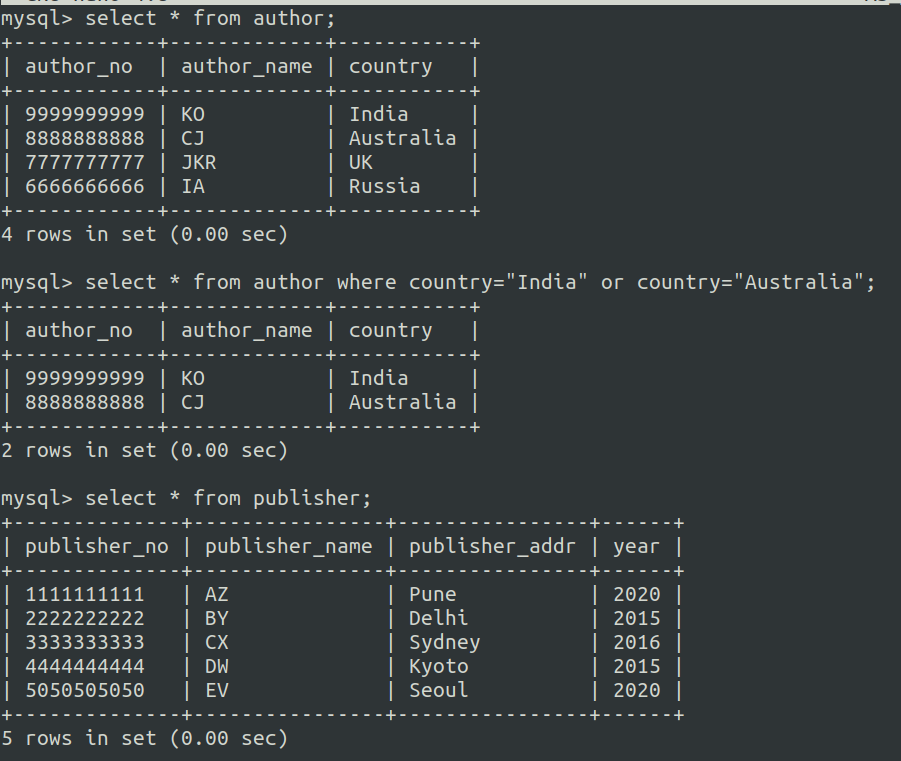 mysql> select * from author;
+------------+-------------+-----------+
| author_no  | author_name | country   |
+------------+-------------+-----------+
| 9999999999 | KO          | India     |
| 8888888888 | CJ          | Australia |
| 7777777777 | JKR         | UK        |
| 6666666666 | IA          | Russia    |
+------------+-------------+-----------+
4 rows in set (0.00 sec)

mysql> select * from author where country="India" or country="Australia";
+------------+-------------+-----------+
| author_no  | author_name | country   |
+------------+-------------+-----------+
| 9999999999 | KO          | India     |
| 8888888888 | CJ          | Australia |
+------------+-------------+-----------+
2 rows in set (0.00 sec)

mysql> select * from publisher;
+--------------+----------------+----------------+------+
| publisher_no | publisher_name | publisher_addr | year |
+--------------+----------------+----------------+------+
| 1111111111   | AZ             | Pune           | 2020 |
| 2222222222   | BY             | Delhi          | 2015 |
| 3333333333   | CX             | Sydney         | 2016 |
| 4444444444   | DW             | Kyoto          | 2015 |
| 5050505050   | EV             | Seoul          | 2020 |
+--------------+----------------+----------------+------+
5 rows in set (0.00 sec)